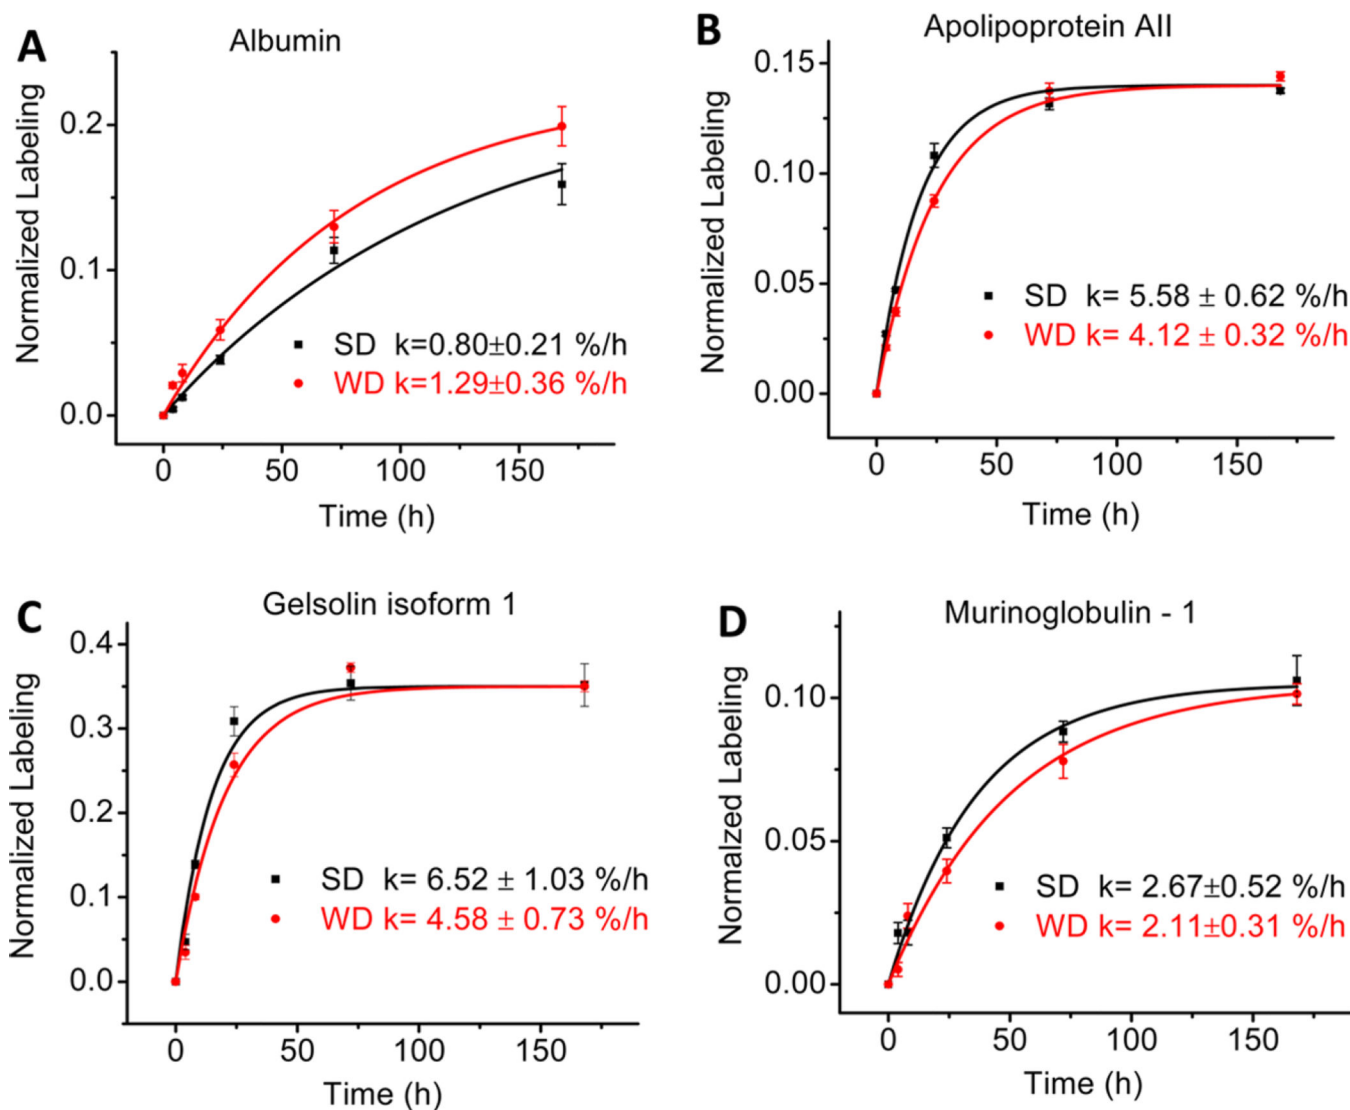 A
Albumin
Normalized Labeling
0.2
0.1
0.0
SD k=0.80±0.21 %/h
WD k=1.29±0.36 %/h
0 50 100 150
Time (h)
B
Apolipoprotein AII
Normalized Labeling
0.15
0.10
0.05
0.00
SD k= 5.58 ± 0.62 %/h
WD k= 4.12 ± 0.32 %/h
0 50 100 150
Time (h)
C
Gelsolin isoform 1
Normalized Labeling
0.4
0.3
0.2
0.1
0.0
SD k= 6.52 ± 1.03 %/h
WD k= 4.58 ± 0.73 %/h
0 50 100 150
Time (h)
D
Murinoglobulin - 1
Normalzed Labeling
0.10
0.05
0.00
SD k= 2.67±0.52 %/h
WD k= 2.11±0.31 %/h
0 50 100 150
Time (h)